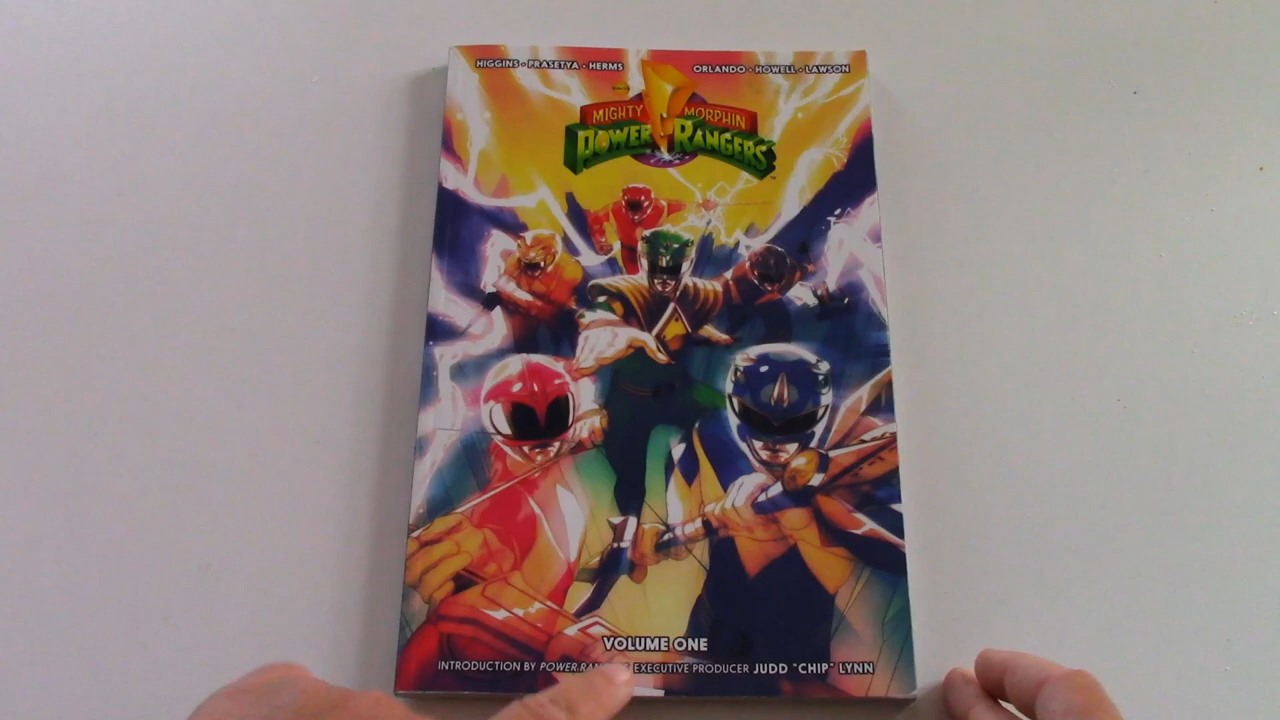 HIGGINS • PRASETYA • HERMS
ORLANDO • HOWELL • LAWSON
MIGHTY MORPHIN
POWER RANGERS
VOLUME ONE
INTRODUCTION BY POWER EXECUTIVE PRODUCER JUDD "CHIP" LYNN